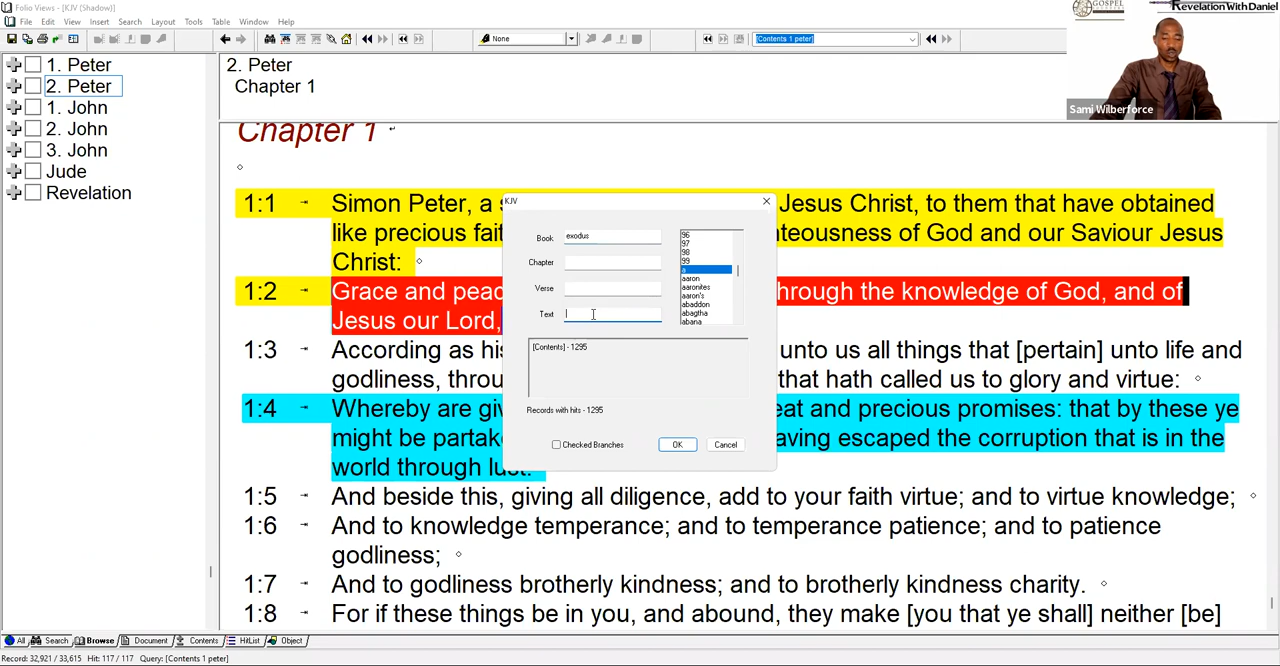 Folio Views - [KJV (Shadow)]
File Edit View Insert Search Layout Tools Table Window Help
None
[Contents 1 peter]
GOSPEL
Revelation With Daniel
Sami Wilberforce
1. Peter
2. Peter
1. John
2. John
3. John
Jude
Revelation
2. Peter
Chapter 1
Chapter 1
1:1 Simon Peter, a s Jesus Christ, to them that have obtained
like precious fait teousness of God and our Saviour Jesus
Christ:
1:2 Grace and peac hrough the knowledge of God, and of
Jesus our Lord,
1:3 According as his unto us all things that [pertain] unto life and
godliness, throu that hath called us to glory and virtue:
1:4 Whereby are giv eat and precious promises: that by these ye
might be partak aving escaped the corruption that is in the
world through lust.
1:5 And beside this, giving all diligence, add to your faith virtue; and to virtue knowledge;
1:6 And to knowledge temperance; and to temperance patience; and to patience
godliness;
1:7 And to godliness brotherly kindness; and to brotherly kindness charity.
1:8 For if these things be in you, and abound, they make [you that ye shall] neither [be]
KJV
Book exodus
Chapter
Verse
Text
96
97
98
99
a
aaron
aaronites
aaron's
abaddon
abagtha
abana
[Contents] - 1295
Records with hits - 1295
Checked Branches
OK
Cancel
All Search Browse Document Contents HitList Object
Record: 32,921 / 33,615 Hit: 117 / 117 Query: [Contents 1 peter]